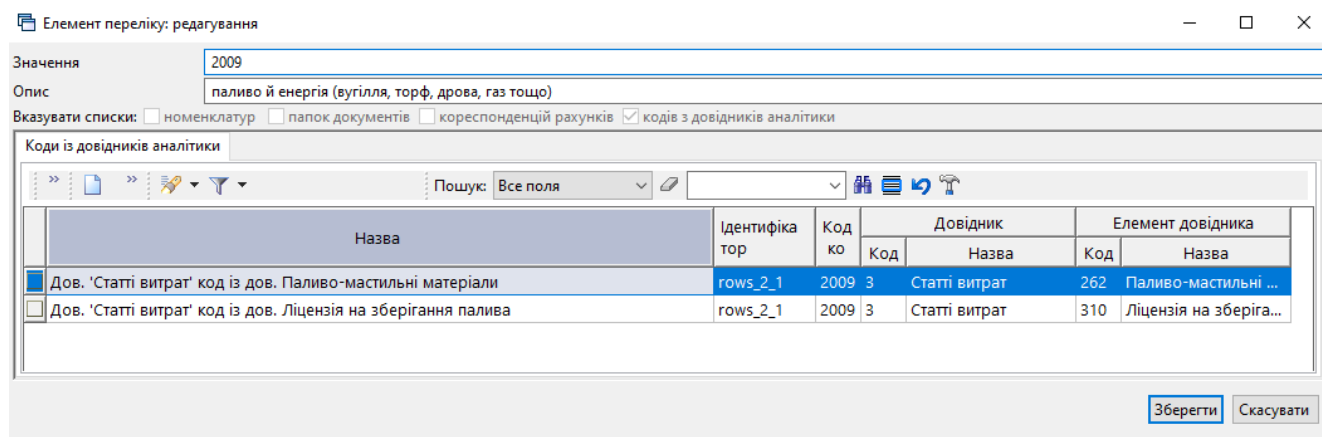 Елемент переліку: редагування
Значення 2009
Опис паливо й енергія (вугілля, торф, дрова, газ тощо)
Вказувати списки: номенклатур папок документів кореспонденцій рахунків кодів з довідників аналітики
Коди із довідників аналітики
Пошук: Все поля
Назва Ідентифіка тор Код ко Довідник Елемент довідника
Код Назва Код Назва
Дов. 'Статті витрат' код із дов. Паливо-мастильні матеріали rows_2_1 2009 3 Статті витрат 262 Паливо-мастильні ...
Дов. 'Статті витрат' код із дов. Ліцензія на зберігання палива rows_2_1 2009 3 Статті витрат 310 Ліцензія на зберіга...
Зберегти Скасувати